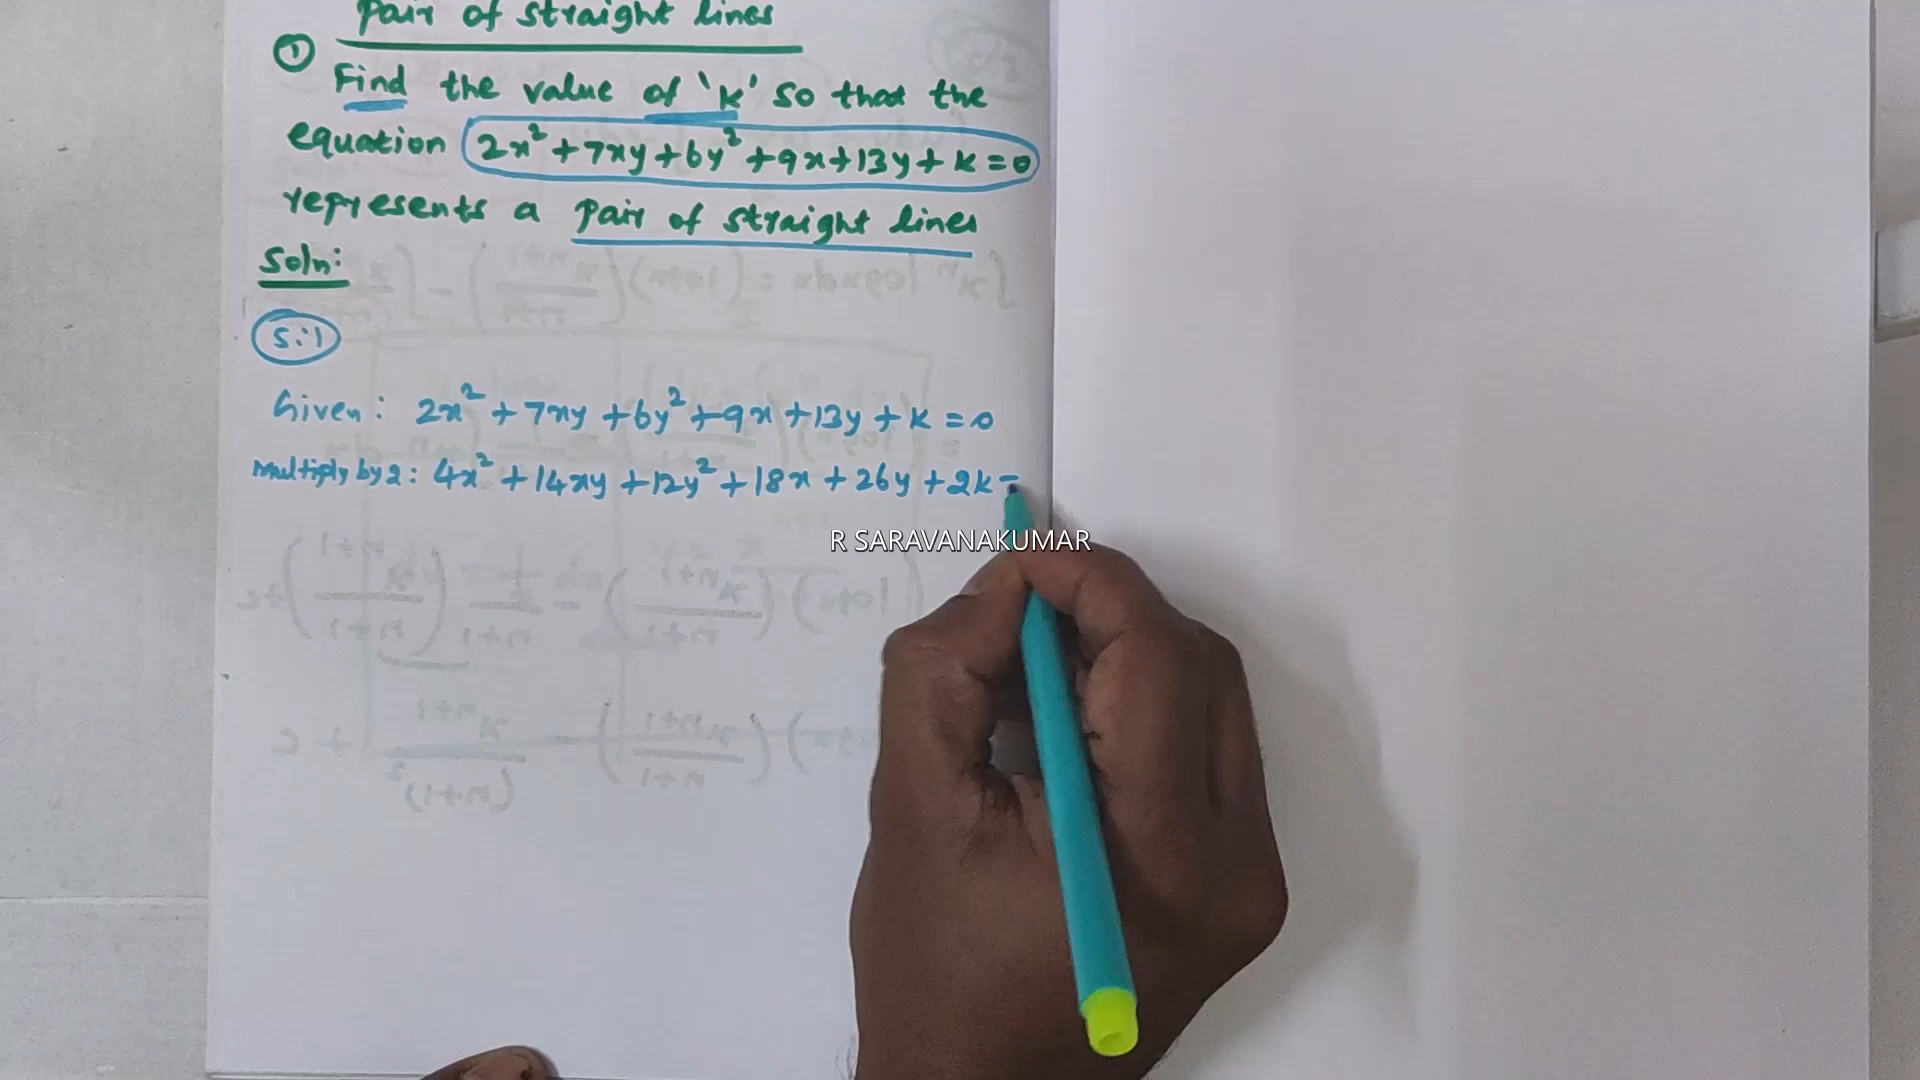 Pair of straight lines
① Find the value of 'k' so that the
equation 2x² + 7xy + 6y² + 9x + 13y + k = 0
represents a pair of straight lines
Soln:
S:1
Given: 2x² + 7xy + 6y² + 9x + 13y + k = 0
Multiply by 2: 4x² + 14xy + 12y² + 18x + 26y + 2k =
R SARAVANAKUMAR